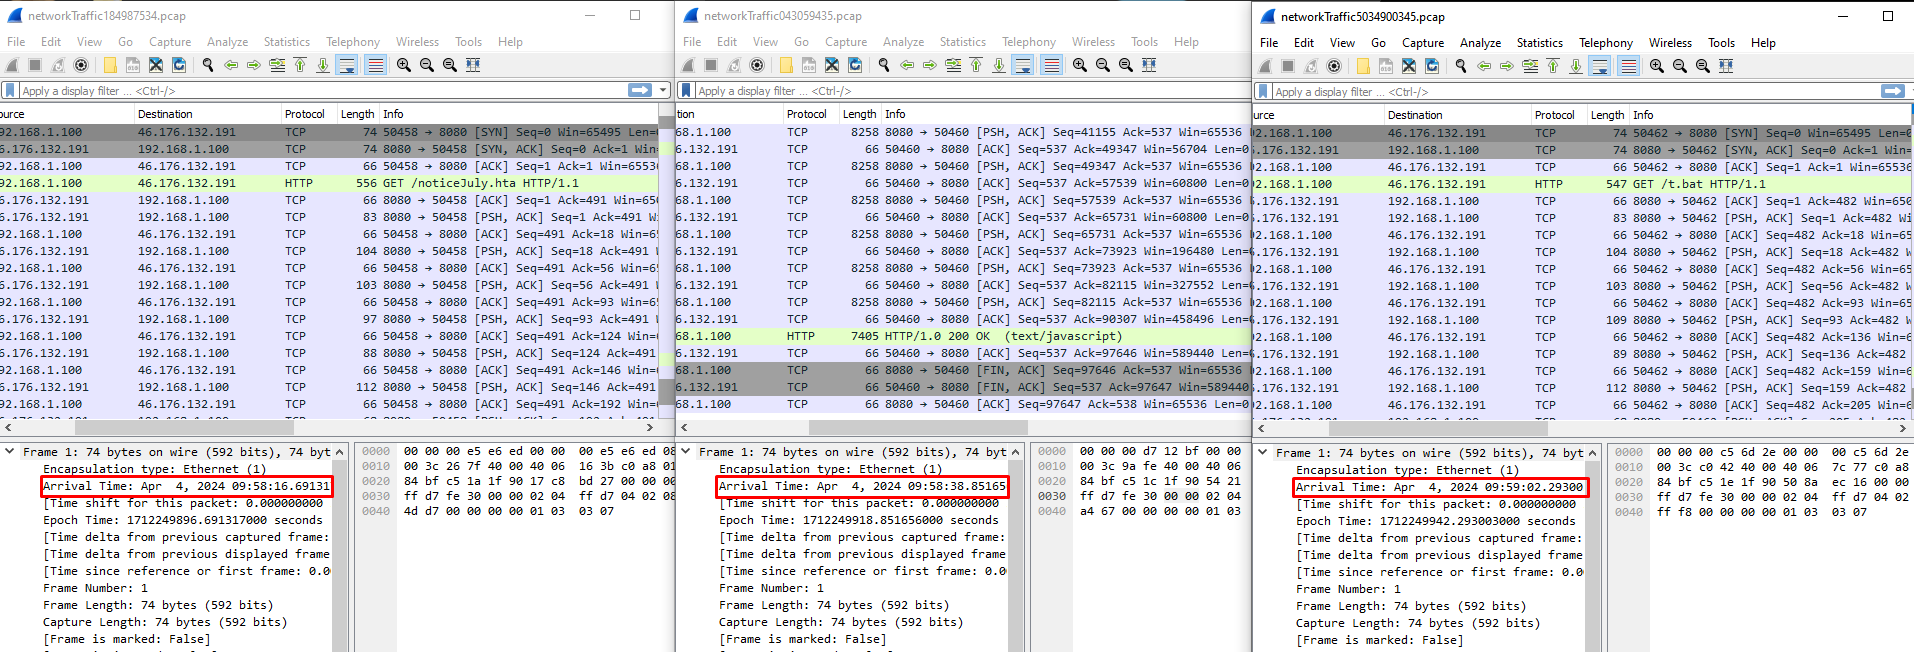 networkTraffic184987534.pcap
File Edit View Go Capture Analyze Statistics Telephony Wireless Tools Help
Apply a display filter ... <Ctrl-/>
ource Destination Protocol Length Info
92.168.1.100 46.176.132.191 TCP 74 50458 → 8080 [SYN] Seq=0 Win=65495 Len=
6.176.132.191 192.168.1.100 TCP 74 8080 → 50458 [SYN, ACK] Seq=0 Ack=1 Win=
92.168.1.100 46.176.132.191 TCP 66 50458 → 8080 [ACK] Seq=1 Ack=1 Win=6553
92.168.1.100 46.176.132.191 HTTP 556 GET /noticeJuly.hta HTTP/1.1
6.176.132.191 192.168.1.100 TCP 66 8080 → 50458 [ACK] Seq=1 Ack=491 Win=650
6.176.132.191 192.168.1.100 TCP 83 8080 → 50458 [PSH, ACK] Seq=1 Ack=491 W
92.168.1.100 46.176.132.191 TCP 66 50458 → 8080 [ACK] Seq=491 Ack=18 Win=65
6.176.132.191 192.168.1.100 TCP 104 8080 → 50458 [PSH, ACK] Seq=18 Ack=491
92.168.1.100 46.176.132.191 TCP 66 50458 → 8080 [ACK] Seq=491 Ack=56 Win=65
6.176.132.191 192.168.1.100 TCP 103 8080 → 50458 [PSH, ACK] Seq=56 Ack=491
92.168.1.100 46.176.132.191 TCP 66 50458 → 8080 [ACK] Seq=491 Ack=93 Win=65
6.176.132.191 192.168.1.100 TCP 97 8080 → 50458 [PSH, ACK] Seq=93 Ack=491
92.168.1.100 46.176.132.191 TCP 66 50458 → 8080 [ACK] Seq=491 Ack=124 Win=6
6.176.132.191 192.168.1.100 TCP 88 8080 → 50458 [PSH, ACK] Seq=124 Ack=491
92.168.1.100 46.176.132.191 TCP 66 50458 → 8080 [ACK] Seq=491 Ack=146 Win=6
6.176.132.191 192.168.1.100 TCP 112 8080 → 50458 [PSH, ACK] Seq=146 Ack=491
92.168.1.100 46.176.132.191 TCP 66 50458 → 8080 [ACK] Seq=491 Ack=192 Win=6
Frame 1: 74 bytes on wire (592 bits), 74 byt
Encapsulation type: Ethernet (1)
Arrival Time: Apr 4, 2024 09:58:16.69131
[Time shift for this packet: 0.000000000
Epoch Time: 1712249896.691317000 seconds
[Time delta from previous captured frame:
[Time delta from previous displayed frame
[Time since reference or first frame: 0.0
Frame Number: 1
Frame Length: 74 bytes (592 bits)
Capture Length: 74 bytes (592 bits)
[Frame is marked: False]
0000 00 00 00 e5 e6 ed 00 00 00 e5 e6 ed 08
0010 00 3c 26 7f 40 00 40 06 16 3b c0 a8 01
0020 84 bf c5 1a 1f 90 17 c8 bd 27 00 00 00
0030 ff d7 fe 30 00 00 02 04 ff d7 04 02 08
0040 4d d7 00 00 00 00 01 03 03 07
networkTraffic043059435.pcap
File Edit View Go Capture Analyze Statistics Telephony Wireless Tools Help
Apply a display filter ... <Ctrl-/>
tion Protocol Length Info
68.1.100 TCP 8258 8080 → 50460 [PSH, ACK] Seq=41155 Ack=537 Win=65536
6.132.191 TCP 66 50460 → 8080 [ACK] Seq=537 Ack=49347 Win=56704 Len=0
68.1.100 TCP 8258 8080 → 50460 [PSH, ACK] Seq=49347 Ack=537 Win=65536
6.132.191 TCP 66 50460 → 8080 [ACK] Seq=537 Ack=57539 Win=60800 Len=0
68.1.100 TCP 8258 8080 → 50460 [PSH, ACK] Seq=57539 Ack=537 Win=65536
6.132.191 TCP 66 50460 → 8080 [ACK] Seq=537 Ack=65731 Win=60800 Len=0
68.1.100 TCP 8258 8080 → 50460 [PSH, ACK] Seq=65731 Ack=537 Win=65536
6.132.191 TCP 66 50460 → 8080 [ACK] Seq=537 Ack=73923 Win=196480 Len=
68.1.100 TCP 8258 8080 → 50460 [PSH, ACK] Seq=73923 Ack=537 Win=65536
6.132.191 TCP 66 50460 → 8080 [ACK] Seq=537 Ack=82115 Win=327552 Len=
68.1.100 TCP 8258 8080 → 50460 [PSH, ACK] Seq=82115 Ack=537 Win=65536
6.132.191 TCP 66 50460 → 8080 [ACK] Seq=537 Ack=90307 Win=458496 Len=
68.1.100 HTTP 7405 HTTP/1.0 200 OK (text/javascript)
6.132.191 TCP 66 50460 → 8080 [ACK] Seq=537 Ack=97646 Win=589440 Len=
68.1.100 TCP 66 8080 → 50460 [FIN, ACK] Seq=97646 Ack=537 Win=65536
6.132.191 TCP 66 50460 → 8080 [FIN, ACK] Seq=537 Ack=97647 Win=589440
68.1.100 TCP 66 8080 → 50460 [ACK] Seq=97647 Ack=538 Win=65536 Len=0
Frame 1: 74 bytes on wire (592 bits), 74 byt
Encapsulation type: Ethernet (1)
Arrival Time: Apr 4, 2024 09:58:38.85165
[Time shift for this packet: 0.000000000
Epoch Time: 1712249918.851656000 seconds
[Time delta from previous captured frame:
[Time delta from previous displayed frame
[Time since reference or first frame: 0.0
Frame Number: 1
Frame Length: 74 bytes (592 bits)
Capture Length: 74 bytes (592 bits)
[Frame is marked: False]
0000 00 00 00 d7 12 bf 00 00
0010 00 3c 9a fe 40 00 40 06
0020 84 bf c5 1c 1f 90 54 21
0030 ff d7 fe 30 00 00 02 04
0040 a4 67 00 00 00 00 01 03
networkTraffic5034900345.pcap
File Edit View Go Capture Analyze Statistics Telephony Wireless Tools Help
Apply a display filter ... <Ctrl-/>
urce Destination Protocol Length Info
2.168.1.100 46.176.132.191 TCP 74 50462 → 8080 [SYN] Seq=0 Win=65495 Len=0
.176.132.191 192.168.1.100 TCP 74 8080 → 50462 [SYN, ACK] Seq=0 Ack=1 Win=
2.168.1.100 46.176.132.191 TCP 66 50462 → 8080 [ACK] Seq=1 Ack=1 Win=65536
2.168.1.100 46.176.132.191 HTTP 547 GET /t.bat HTTP/1.1
.176.132.191 192.168.1.100 TCP 66 8080 → 50462 [ACK] Seq=1 Ack=482 Win=650
.176.132.191 192.168.1.100 TCP 83 8080 → 50462 [PSH, ACK] Seq=1 Ack=482 Wi
2.168.1.100 46.176.132.191 TCP 66 50462 → 8080 [ACK] Seq=482 Ack=18 Win=65
.176.132.191 192.168.1.100 TCP 104 8080 → 50462 [PSH, ACK] Seq=18 Ack=482 W
2.168.1.100 46.176.132.191 TCP 66 50462 → 8080 [ACK] Seq=482 Ack=56 Win=65
.176.132.191 192.168.1.100 TCP 103 8080 → 50462 [PSH, ACK] Seq=56 Ack=482 W
2.168.1.100 46.176.132.191 TCP 66 50462 → 8080 [ACK] Seq=482 Ack=93 Win=65
.176.132.191 192.168.1.100 TCP 109 8080 → 50462 [PSH, ACK] Seq=93 Ack=482 W
2.168.1.100 46.176.132.191 TCP 66 50462 → 8080 [ACK] Seq=482 Ack=136 Win=6
.176.132.191 192.168.1.100 TCP 89 8080 → 50462 [PSH, ACK] Seq=136 Ack=482
2.168.1.100 46.176.132.191 TCP 66 50462 → 8080 [ACK] Seq=482 Ack=159 Win=6
.176.132.191 192.168.1.100 TCP 112 8080 → 50462 [PSH, ACK] Seq=159 Ack=482
2.168.1.100 46.176.132.191 TCP 66 50462 → 8080 [ACK] Seq=482 Ack=205 Win=6
Frame 1: 74 bytes on wire (592 bits), 74 byt
Encapsulation type: Ethernet (1)
Arrival Time: Apr 4, 2024 09:59:02.29300
[Time shift for this packet: 0.000000000
Epoch Time: 1712249942.293003000 seconds
[Time delta from previous captured frame:
[Time delta from previous displayed frame
[Time since reference or first frame: 0.0
Frame Number: 1
Frame Length: 74 bytes (592 bits)
Capture Length: 74 bytes (592 bits)
[Frame is marked: False]
0000 00 00 00 c5 6d 2e 00 00 00 c5 6d 2e
0010 00 3c c0 42 40 00 40 06 7c 77 c0 a8
0020 84 bf c5 1e 1f 90 50 8a ec 16 00 00
0030 ff d7 fe 30 00 00 02 04 ff d7 04 02
0040 ff f8 00 00 00 00 01 03 03 07